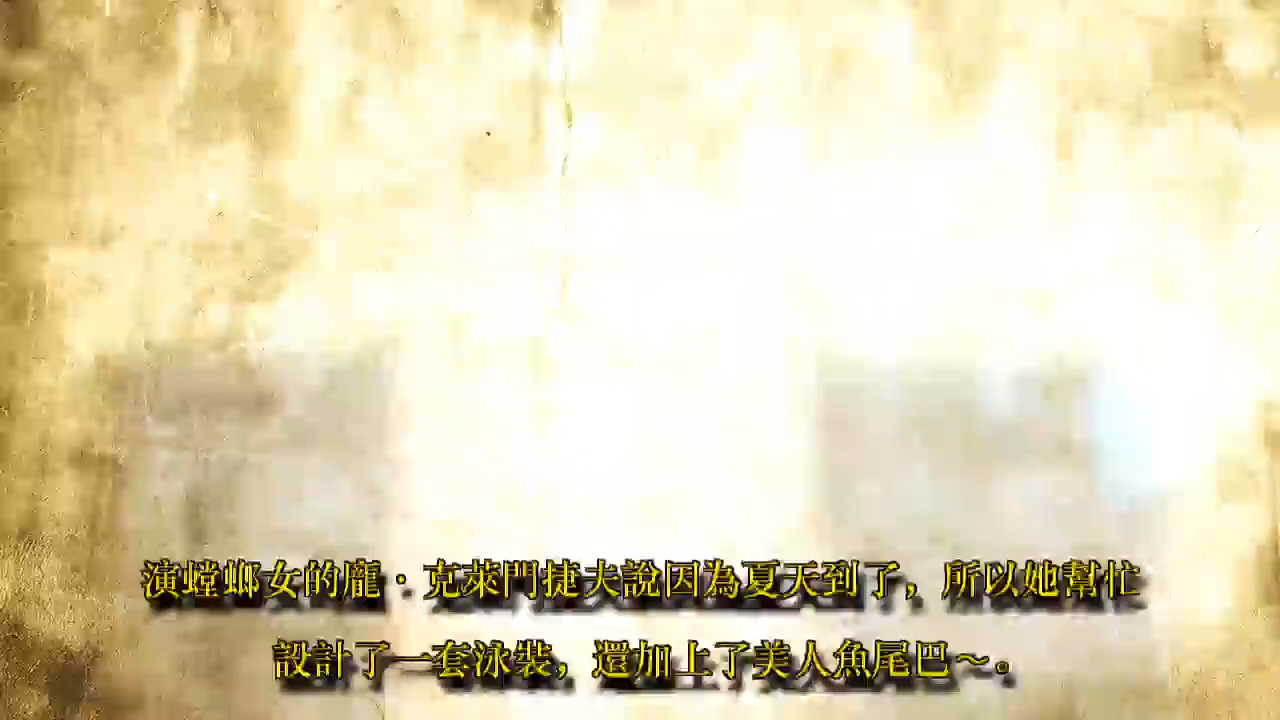 演螳螂女的龐·克萊門捷夫說因為夏天到了，所以她幫忙
設計了一套泳裝，還加上了美人魚尾巴～。